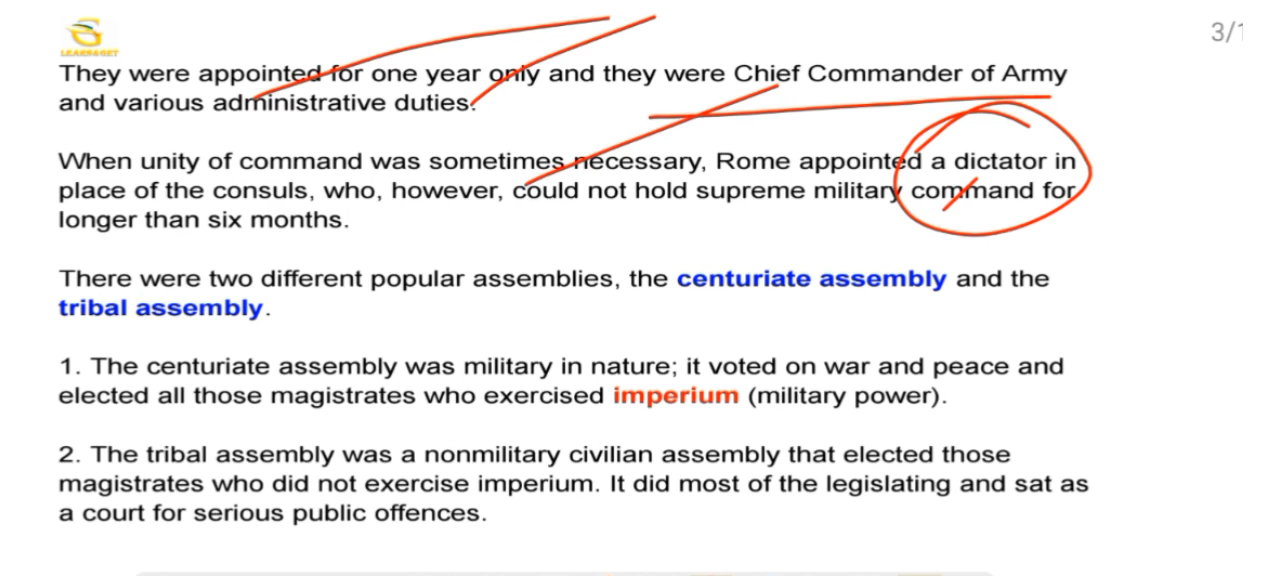 LEARN&GET
3/1
They were appointed for one year only and they were Chief Commander of Army
and various administrative duties.
When unity of command was sometimes necessary, Rome appointed a dictator in
place of the consuls, who, however, could not hold supreme military command for
longer than six months.
There were two different popular assemblies, the centuriate assembly and the
tribal assembly.
1. The centuriate assembly was military in nature; it voted on war and peace and
elected all those magistrates who exercised imperium (military power).
2. The tribal assembly was a nonmilitary civilian assembly that elected those
magistrates who did not exercise imperium. It did most of the legislating and sat as
a court for serious public offences.